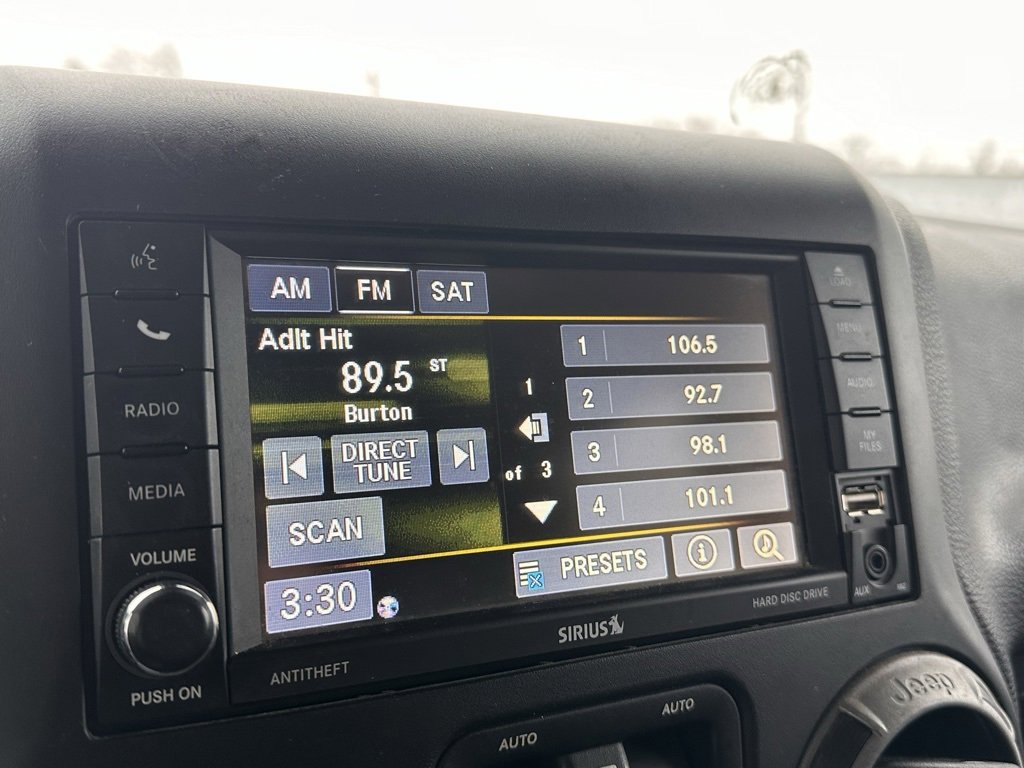 AM FM SAT
Adlt Hit
89.5 ST
Burton
DIRECT
TUNE
SCAN
3:30
1
of 3
1 106.5
2 92.7
3 98.1
4 101.1
PRESETS
i
RADIO
MEDIA
VOLUME
PUSH ON
LOAD
MENU
AUDIO
MY
FILES
AUX
ANTITHEFT
SIRIUS
HARD DISC DRIVE
AUTO
AUTO
Jeep